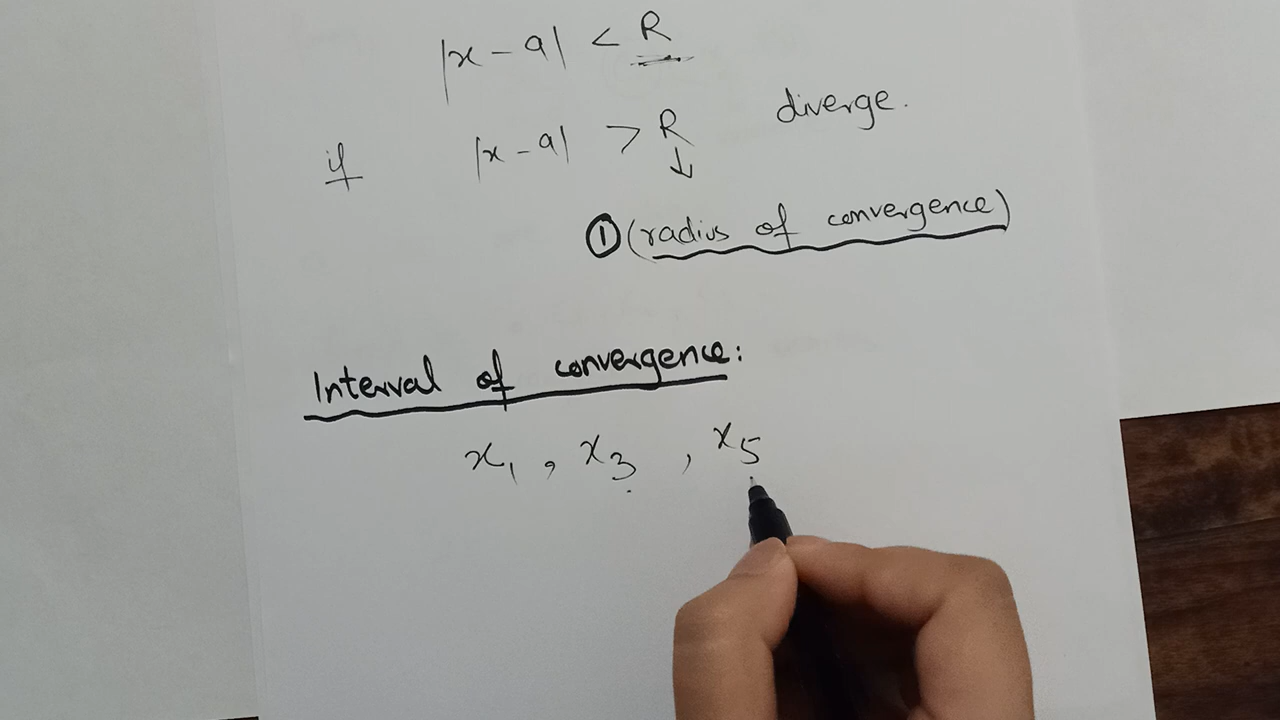 |x - a| < R
if |x - a| > R diverge.
↓
① (radius of convergence)
Interval of convergence:
x₁, x₃, x₅